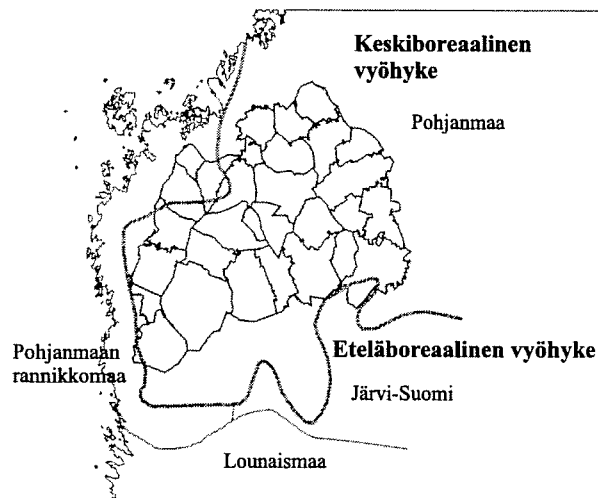 Keskiboreaalinen
vyöhyke
Pohjanmaa
Pohjanmaan
rannikkomaa
Eteläboreaalinen vyöhyke
Järvi-Suomi
Lounaismaa